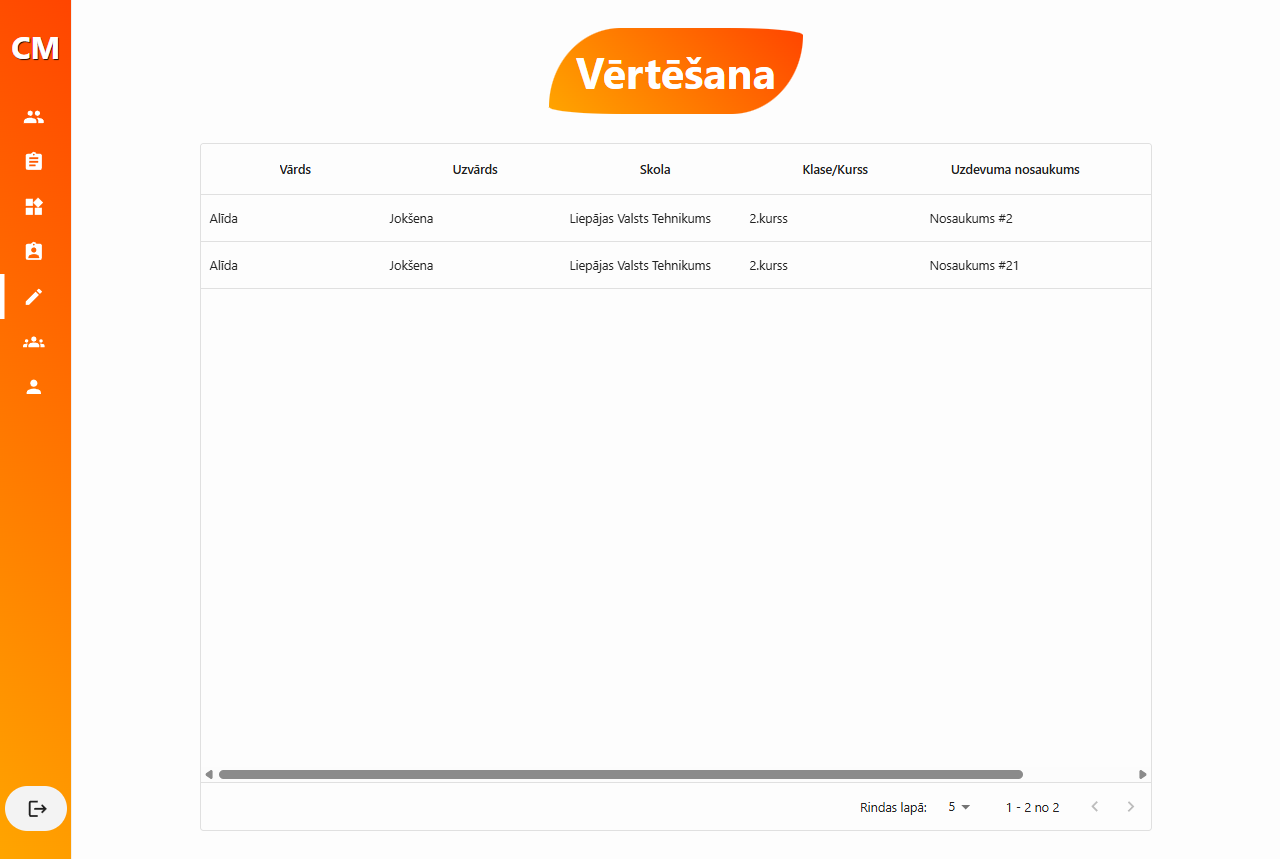 CM
Vērtēšana
Vārds Uzvārds Skola Klase/Kurss Uzdevuma nosaukums
Alīda Jokšena Liepājas Valsts Tehnikums 2.kurss Nosaukums #2
Alīda Jokšena Liepājas Valsts Tehnikums 2.kurss Nosaukums #21
Rindas lapā: 5 1 - 2 no 2